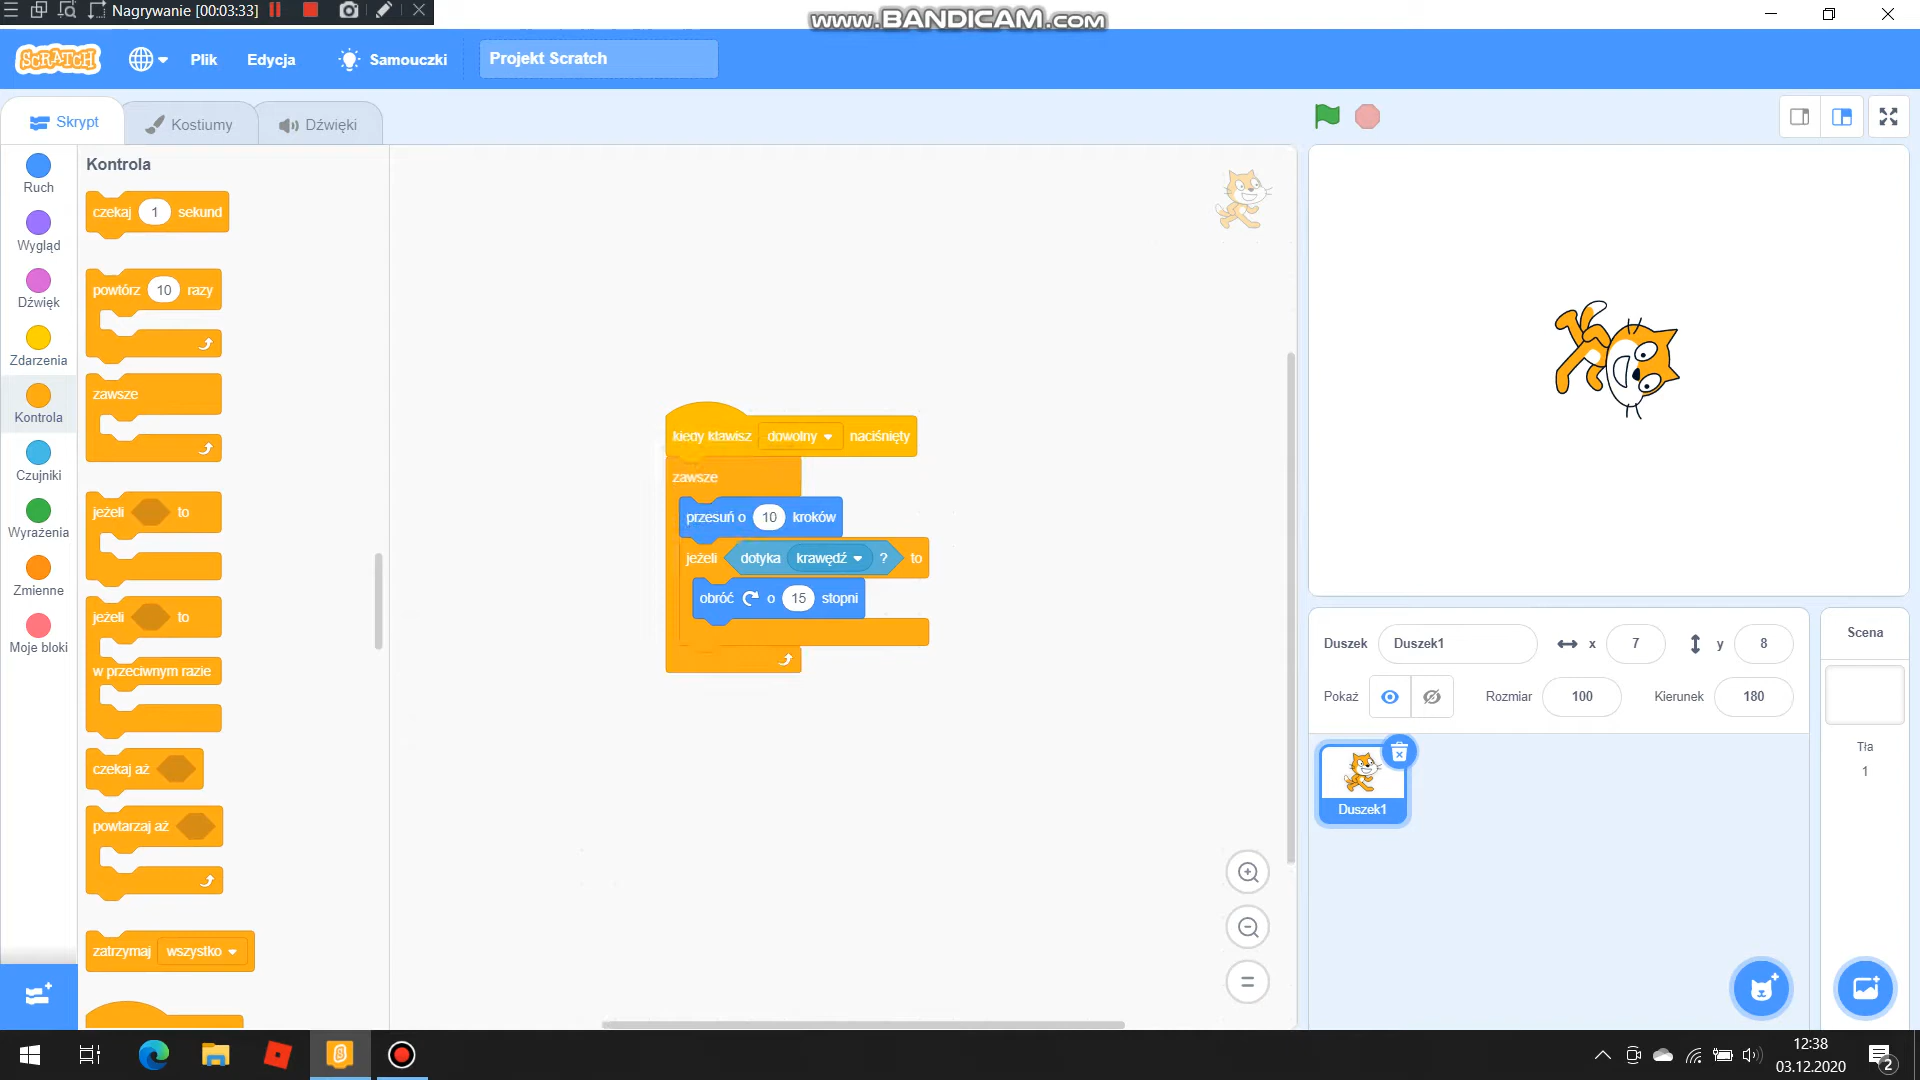 Nagrywanie [00:03:33]
www.BANDICAM.com
SCRATCH
Plik
Edycja
Samouczki
Projekt Scratch
Skrypt
Kostiumy
Dźwięki
Ruch
Wygląd
Dźwięk
Zdarzenia
Kontrola
Czujniki
Wyrażenia
Zmienne
Moje bloki
Kontrola
czekaj 1 sekund
powtórz 10 razy
zawsze
jeżeli to
jeżeli to
w przeciwnym razie
czekaj aż
powtarzaj aż
zatrzymaj wszystko
kiedy klawisz dowolny naciśnięty
zawsze
przesuń o 10 kroków
jeżeli dotyka krawędź ? to
obróć o 15 stopni
Duszek Duszek1 x 7 y 8
Pokaż Rozmiar 100 Kierunek 180
Duszek1
Scena
Tła
1
12:38
03.12.2020
2